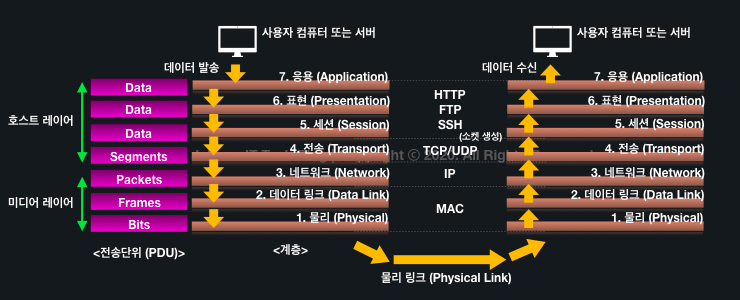 사용자 컴퓨터 또는 서버
사용자 컴퓨터 또는 서버
데이터 발송
데이터 수신
Data
7. 응용 (Application)
7. 응용 (Application)
HTTP
Data
6. 표현 (Presentation)
FTP
6. 표현 (Presentation)
호스트 레이어
Data
5. 세션 (Session)
SSH
(소켓 생성)
5. 세션 (Session)
Segments
4. 전송 (Transport)
TCP/UDP
4. 전송 (Transport)
Copyright © 2020. All Rights
Packets
3. 네트워크 (Network)
IP
3. 네트워크 (Network)
미디어 레이어
Frames
2. 데이터 링크 (Data Link)
MAC
2. 데이터 링크 (Data Link)
Bits
1. 물리 (Physical)
1. 물리 (Physical)
<전송단위 (PDU)>
<계층>
물리 링크 (Physical Link)